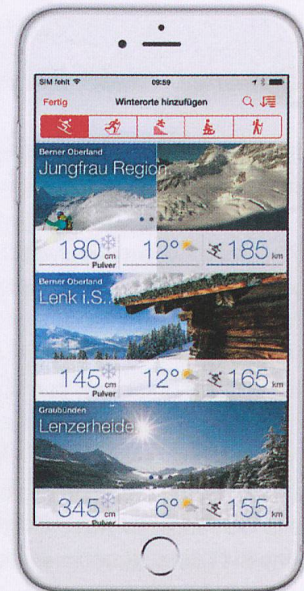 SIM fehlt 09:59
Fertig Winterorte hinzufügen
Berner Oberland
Jungfrau Region
180 cm 12° 185 km
Pulver
Berner Oberland
Lenk i.S.
145 cm 12° 165 km
Pulver
Graubünden
Lenzerheide
345 cm 6° 155 km
Pulver